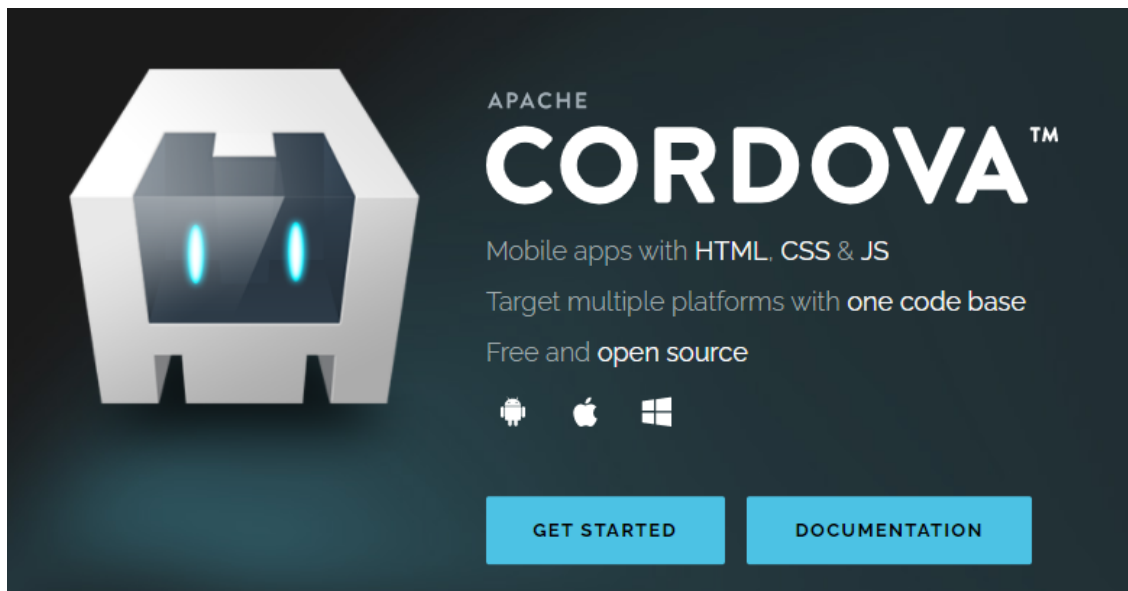 APACHE
CORDOVA™
Mobile apps with HTML, CSS & JS
Target multiple platforms with one code base
Free and open source
GET STARTED
DOCUMENTATION